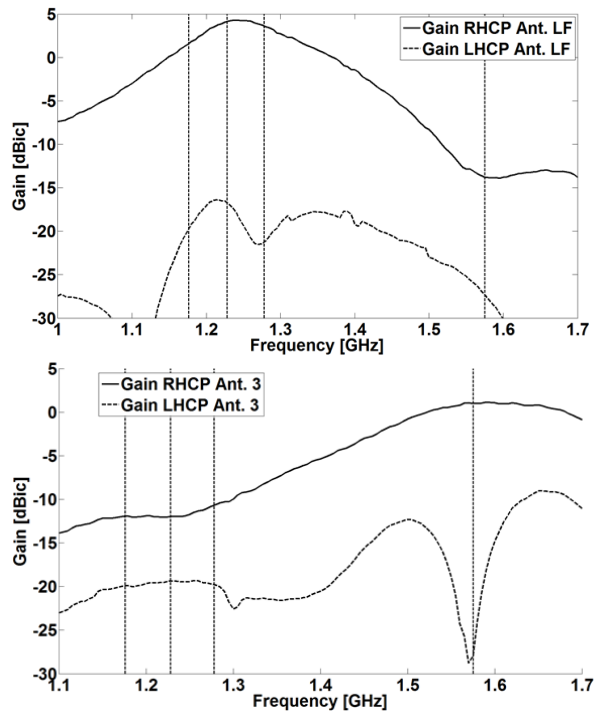 5
0
-5
-10
-15
-20
-25
-30
Gain [dBic]
Gain RHCP Ant. LF
Gain LHCP Ant. LF
1 1.1 1.2 1.3 1.4 1.5 1.6 1.7
Frequency [GHz]
5
0
-5
-10
-15
-20
-25
-30
Gain [dBic]
Gain RHCP Ant. 3
Gain LHCP Ant. 3
1.1 1.2 1.3 1.4 1.5 1.6 1.7
Frequency [GHz]